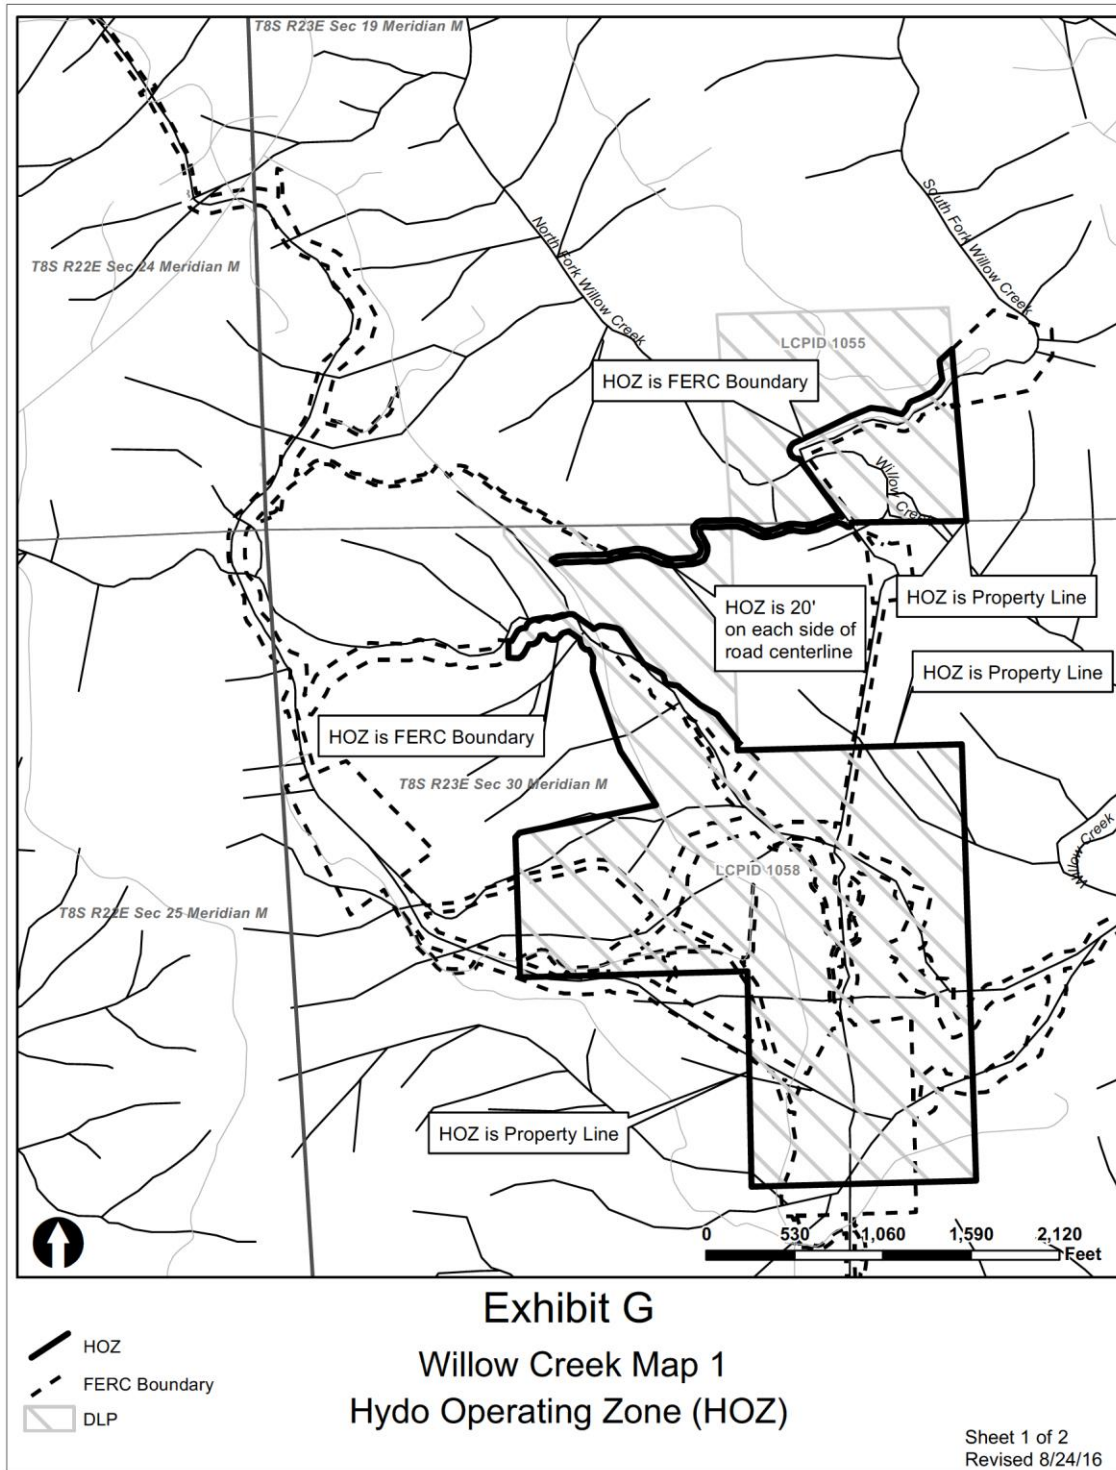 T8S R23E Sec 19 Meridian M
South Fork Willow Creek
North Fork Willow Creek
T8S R22E Sec 24 Meridian M
LCPID 1055
HOZ is FERC Boundary
Willow Creek
HOZ is Property Line
HOZ is 20'
on each side of
road centerline
HOZ is Property Line
HOZ is FERC Boundary
T8S R23E Sec 30 Meridian M
Willow Creek
LCPID 1058
T8S R22E Sec 25 Meridian M
HOZ is Property Line
0 530 1,060 1,590 2,120
Feet
Exhibit G
Willow Creek Map 1
Hydo Operating Zone (HOZ)
HOZ
FERC Boundary
DLP
Sheet 1 of 2
Revised 8/24/16